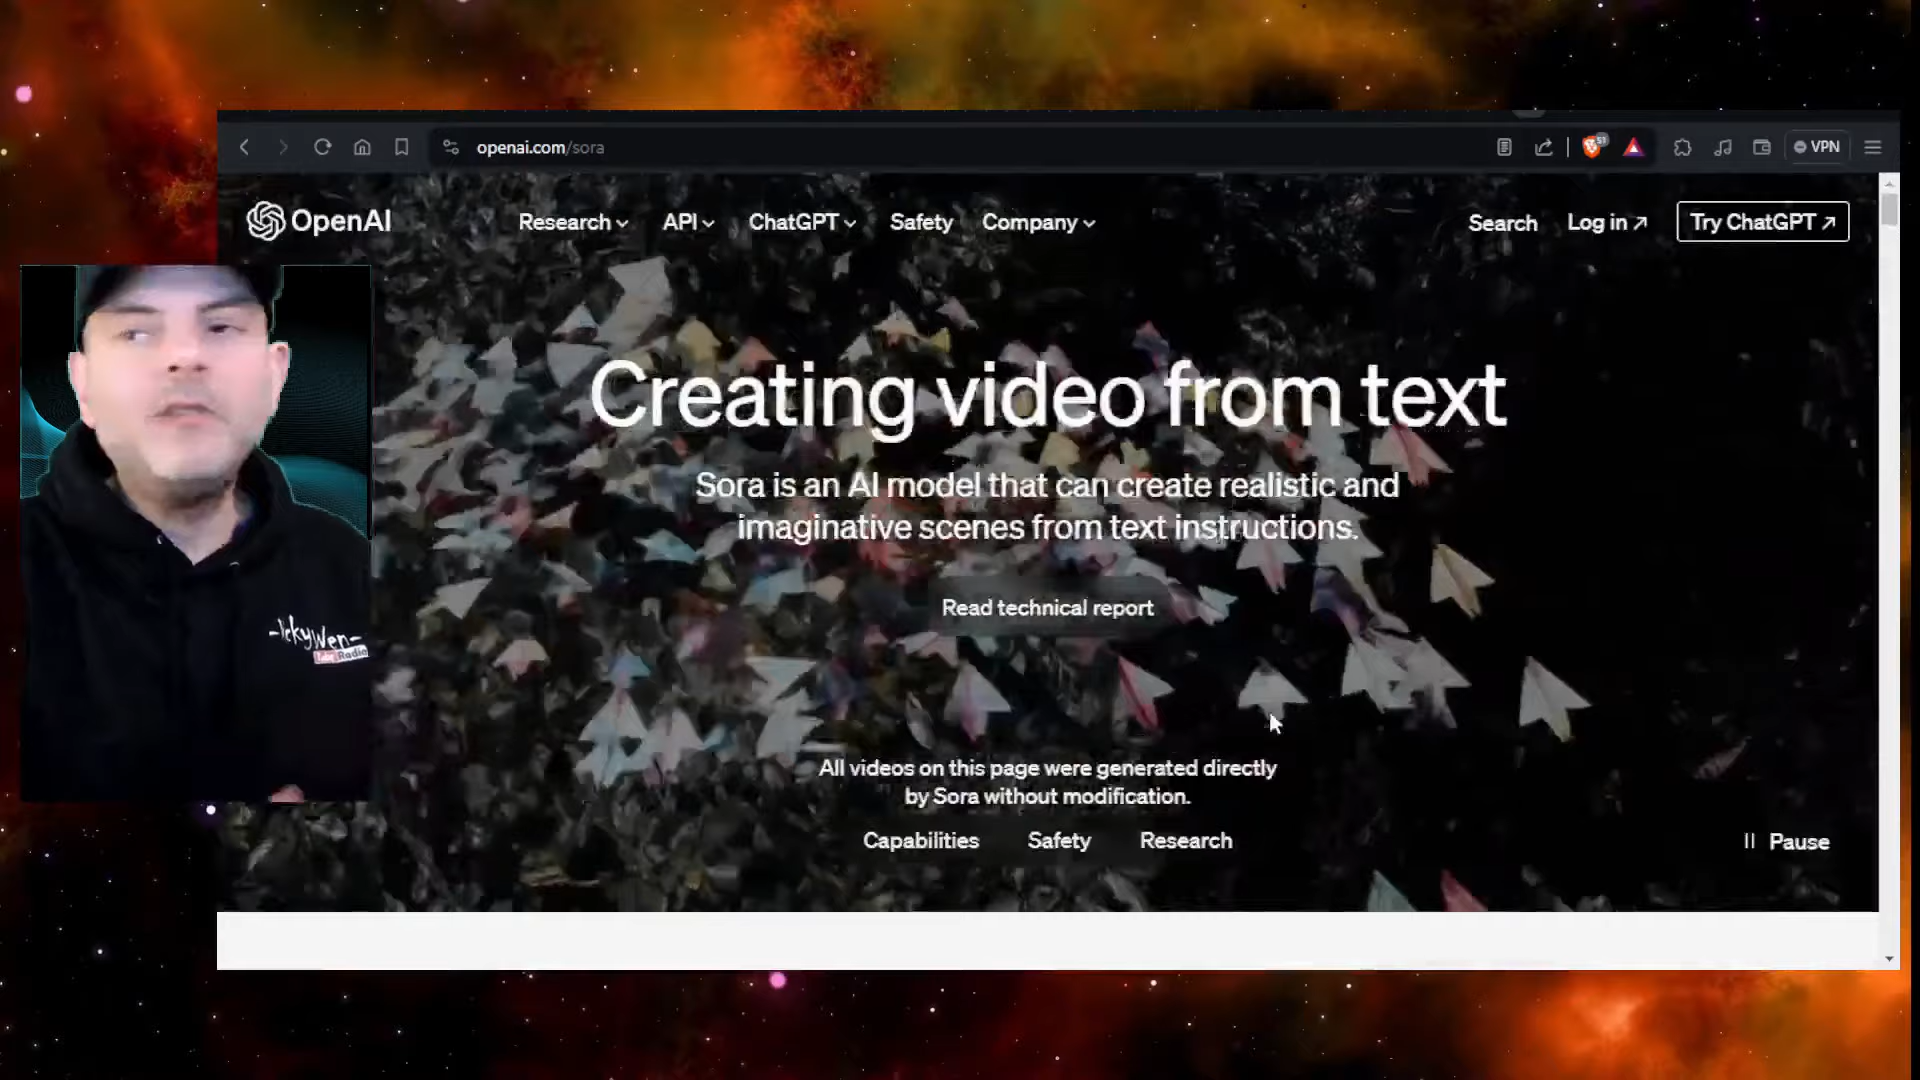 openai.com/sora
51
VPN
OpenAI
Research
API
ChatGPT
Safety
Company
Search
Log in ↗
Try ChatGPT ↗
Creating video from text
Sora is an AI model that can create realistic and
imaginative scenes from text instructions.
Read technical report
All videos on this page were generated directly
by Sora without modification.
Capabilities
Safety
Research
Pause
Radio